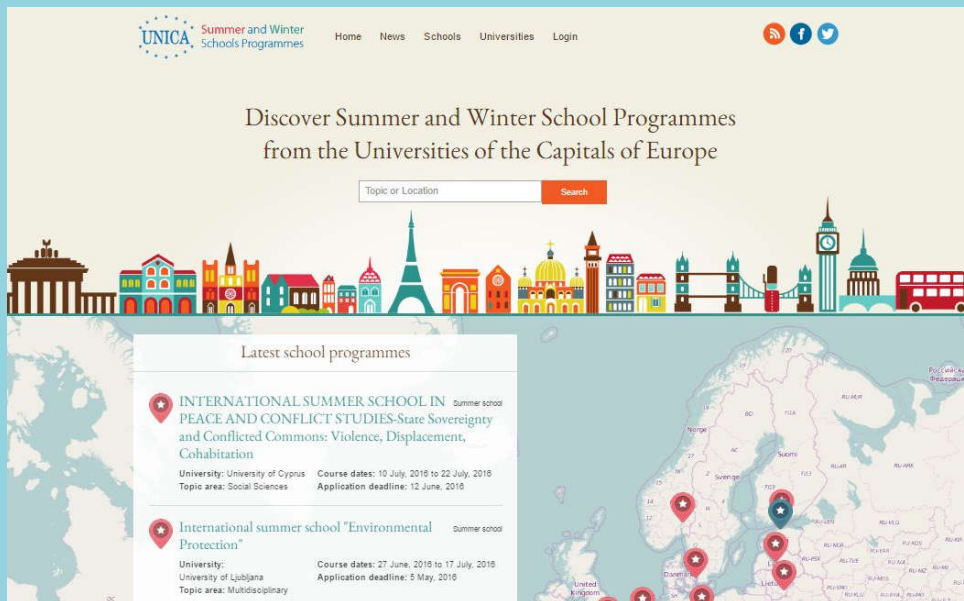 UNICA
Summer and Winter
Schools Programmes
Home News Schools Universities Login
Discover Summer and Winter School Programmes
from the Universities of the Capitals of Europe
Topic or Location
Search
Latest school programmes
INTERNATIONAL SUMMER SCHOOL IN
Summer school
PEACE AND CONFLICT STUDIES-State Sovereignty
and Conflicted Commons: Violence, Displacement,
Cohabitation
University: University of Cyprus Course dates: 10 July, 2016 to 22 July, 2016
Topic area: Social Sciences Application deadline: 12 June, 2016
International summer school "Environmental
Summer school
Protection"
University: Course dates: 27 June, 2016 to 17 July, 2016
University of Ljubljana Application deadline: 5 May, 2016
Topic area: Multidisciplinary
Norge
Suomi
Sverige
Danmark
United
Kingdom
RU-MUR
RU-ARK